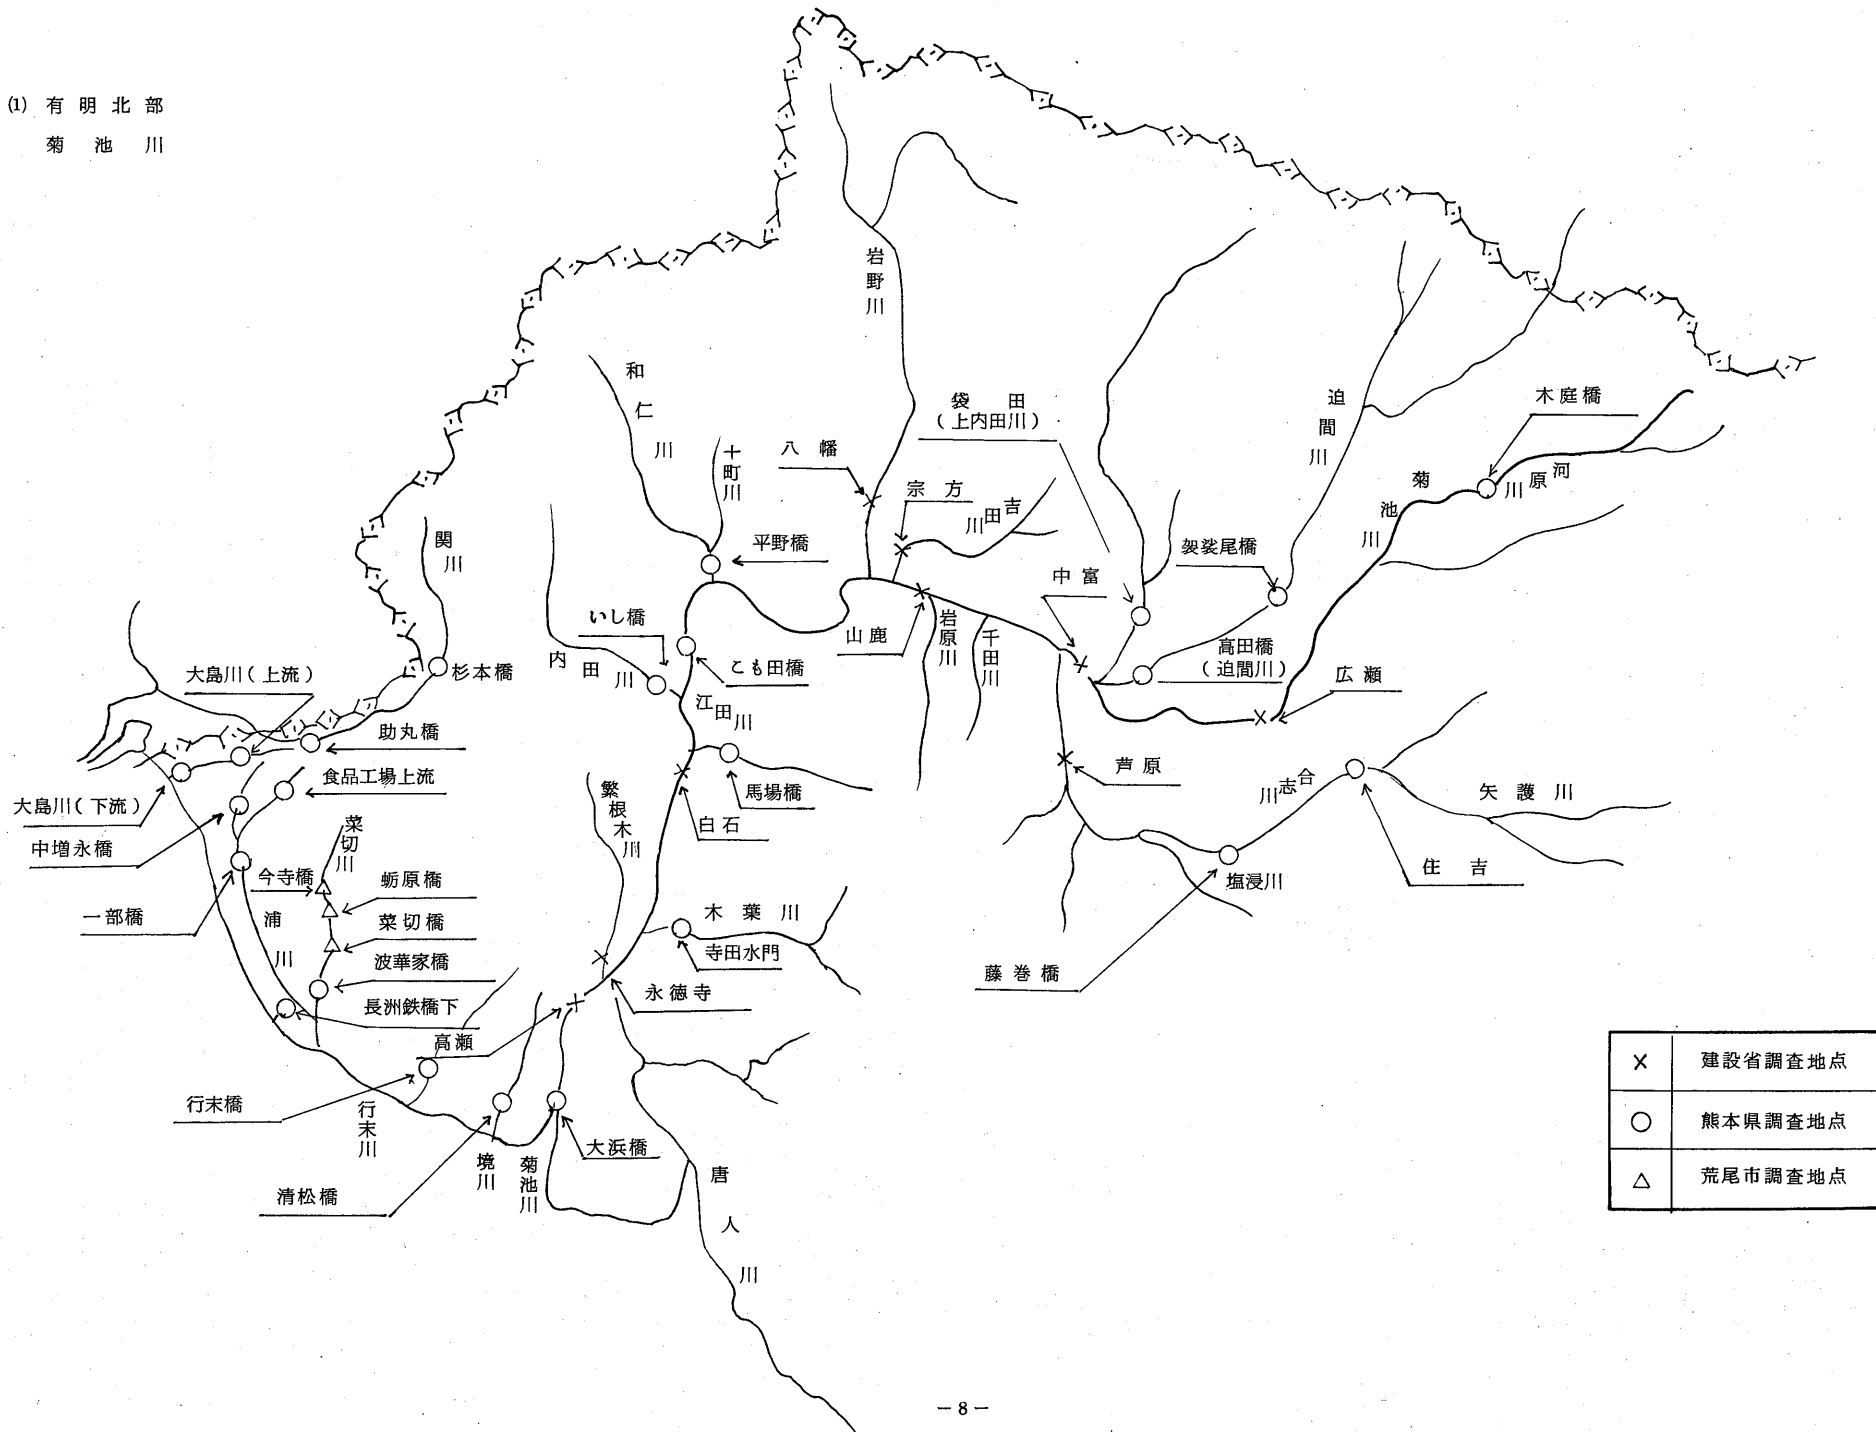 (1) 有明北部
菊池川
岩野川
和仁川
十町川
八幡
宗方
吉田川
袋田
(上内田川)
迫間川
木庭橋
菊池川
河原川
関川
平野橋
いし橋
内田川
こも田橋
江田川
山鹿
岩原川
千田川
中富
袈裟尾橋
高田橋
(迫間川)
広瀬
大島川(上流)
杉本橋
助丸橋
食品工場上流
大島川(下流)
中増永橋
菜切川
今寺橋
蛎原橋
一部橋
浦川
菜切橋
波華家橋
長洲鉄橋下
繁根木川
馬場橋
白石
芦原
合志川
矢護川
住吉
塩浸川
藤巻橋
木葉川
寺田水門
永徳寺
高瀬
行末橋
行末川
境川
菊池川
大浜橋
清松橋
唐人川
× 建設省調査地点
○ 熊本県調査地点
△ 荒尾市調査地点
－8－